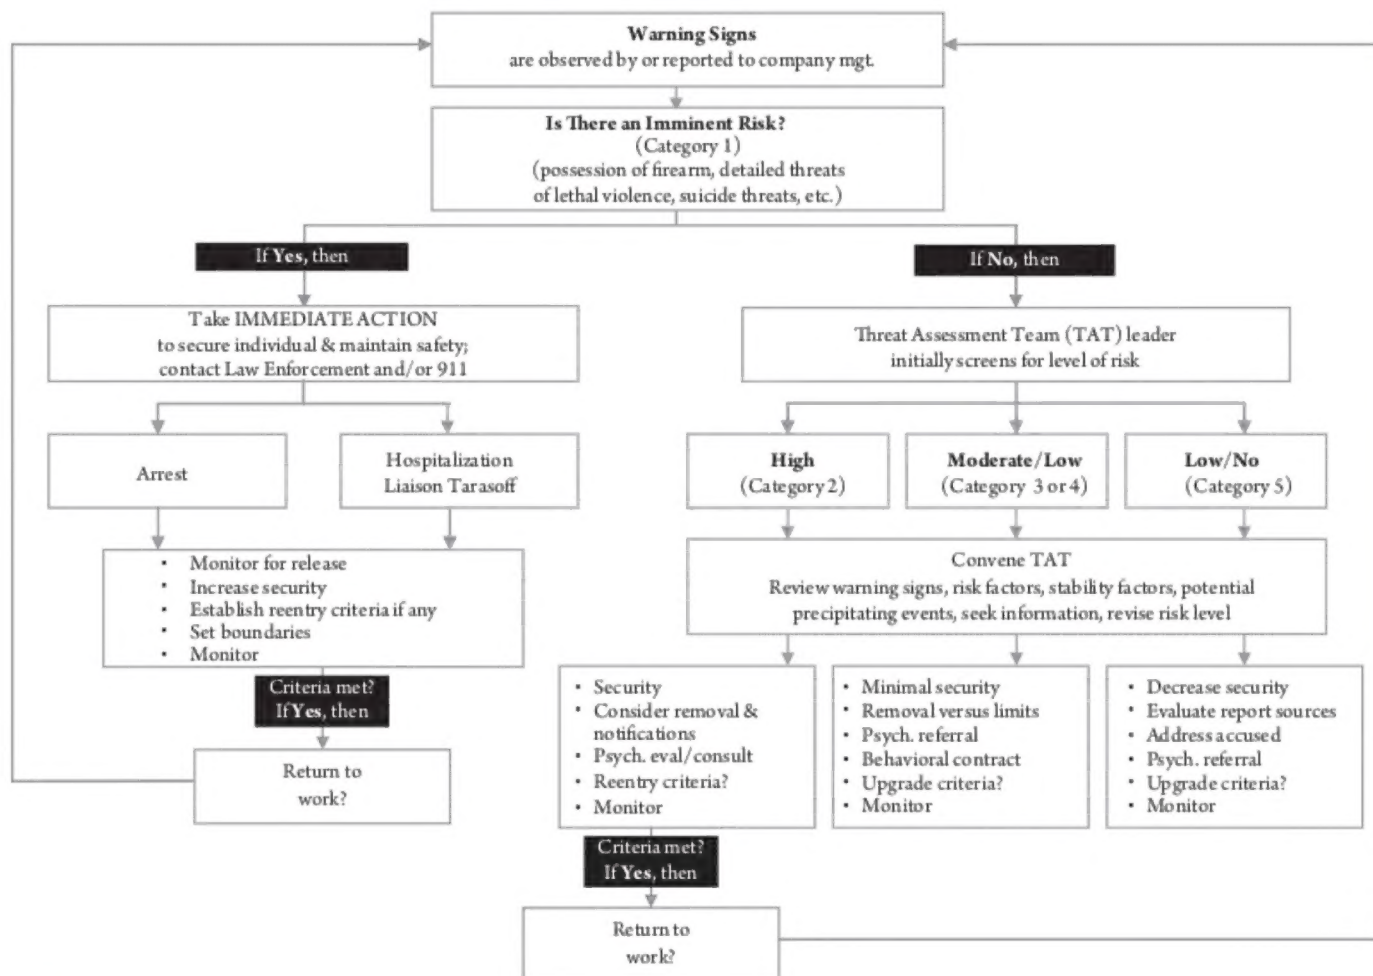 Warning Signs
are observed by or reported to company mgt.
Is There an Imminent Risk?
(Category 1)
(possession of firearm, detailed threats
of lethal violence, suicide threats, etc.)
If Yes, then
If No, then
Take IMMEDIATE ACTION
to secure individual & maintain safety;
contact Law Enforcement and/or 911
Threat Assessment Team (TAT) leader
initially screens for level of risk
Arrest
Hospitalization
Liaison Tarasoff
High
(Category 2)
Moderate/Low
(Category 3 or 4)
Low/No
(Category 5)
• Monitor for release
• Increase security
• Establish reentry criteria if any
• Set boundaries
• Monitor
Convene TAT
Review warning signs, risk factors, stability factors, potential
precipitating events, seek information, revise risk level
Criteria met?
If Yes, then
Return to
work?
• Security
• Consider removal &
notifications
• Psych. eval/consult
• Reentry criteria?
• Monitor
• Minimal security
• Removal versus limits
• Psych. referral
• Behavioral contract
• Upgrade criteria?
• Monitor
• Decrease security
• Evaluate report sources
• Address accused
• Psych. referral
• Upgrade criteria?
• Monitor
Criteria met?
If Yes, then
Return to
work?